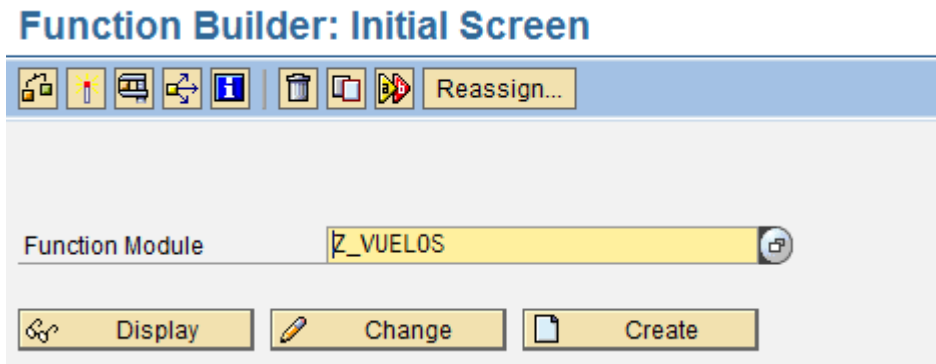 Function Builder: Initial Screen
Reassign...
Function Module Z_VUELOS
Display Change Create